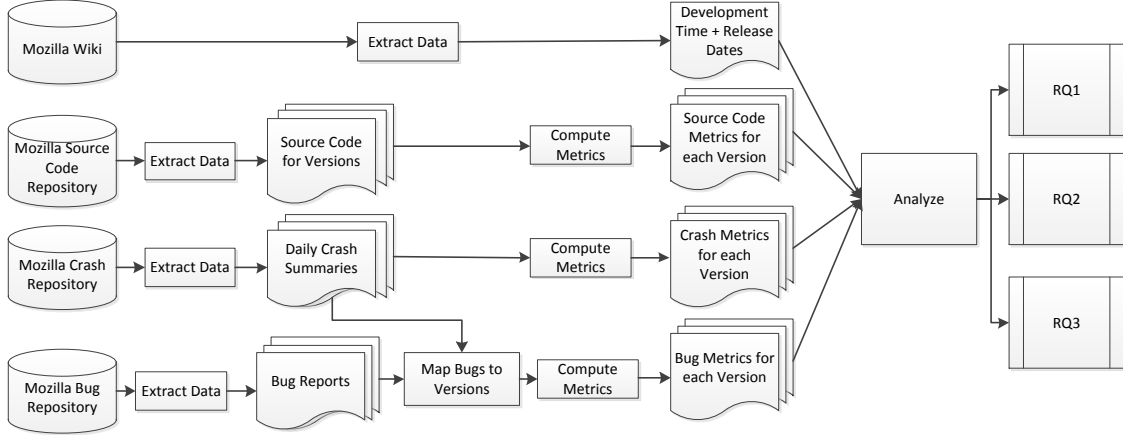 Mozilla Wiki
Extract Data
Development
Time + Release
Dates
Mozilla Source
Code
Repository
Extract Data
Source Code
for Versions
Compute
Metrics
Source Code
Metrics for
each Version
Mozilla Crash
Repository
Extract Data
Daily Crash
Summaries
Compute
Metrics
Crash Metrics
for each
Version
Mozilla Bug
Repository
Extract Data
Bug Reports
Map Bugs to
Versions
Compute
Metrics
Bug Metrics for
each Version
Analyze
RQ1
RQ2
RQ3